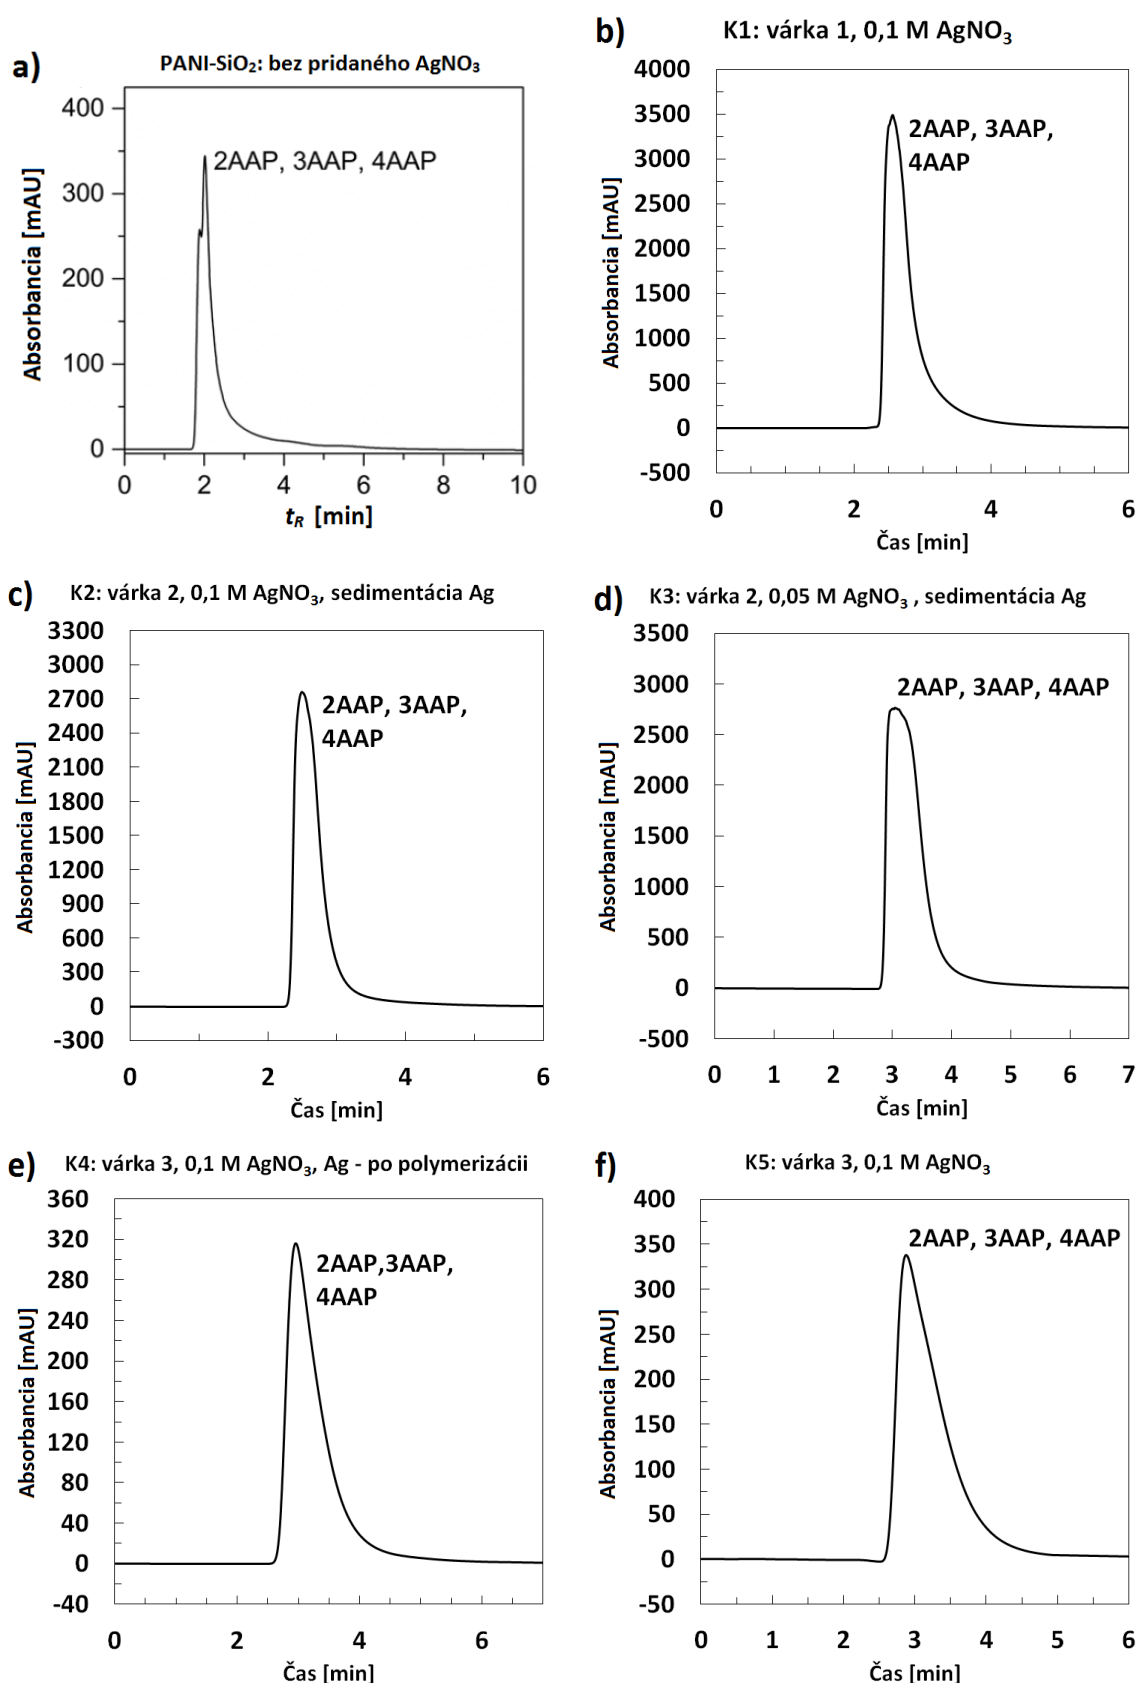 a)
PANI-SiO₂: bez pridaného AgNO₃
Absorbancia [mAU]
400
300
200
100
0
2AAP, 3AAP, 4AAP
0 2 4 6 8 10
tR [min]
b)
K1: várka 1, 0,1 M AgNO₃
Absorbancia [mAU]
4000
3500
3000
2500
2000
1500
1000
500
0
-500
2AAP, 3AAP,
4AAP
0 2 4 6
Čas [min]
c)
K2: várka 2, 0,1 M AgNO₃, sedimentácia Ag
Absorbancia [mAU]
3300
3000
2700
2400
2100
1800
1500
1200
900
600
300
0
-300
2AAP, 3AAP,
4AAP
0 2 4 6
Čas [min]
d)
K3: várka 2, 0,05 M AgNO₃ , sedimentácia Ag
Absorbancia [mAU]
3500
3000
2500
2000
1500
1000
500
0
-500
2AAP, 3AAP, 4AAP
0 1 2 3 4 5 6 7
Čas [min]
e)
K4: várka 3, 0,1 M AgNO₃, Ag - po polymerizácii
Absorbancia [mAU]
360
320
280
240
200
160
120
80
40
0
-40
2AAP,3AAP,
4AAP
0 2 4 6
Čas [min]
f)
K5: várka 3, 0,1 M AgNO₃
Absorbancia [mAU]
400
350
300
250
200
150
100
50
0
-50
2AAP, 3AAP, 4AAP
0 1 2 3 4 5 6
Čas [min]